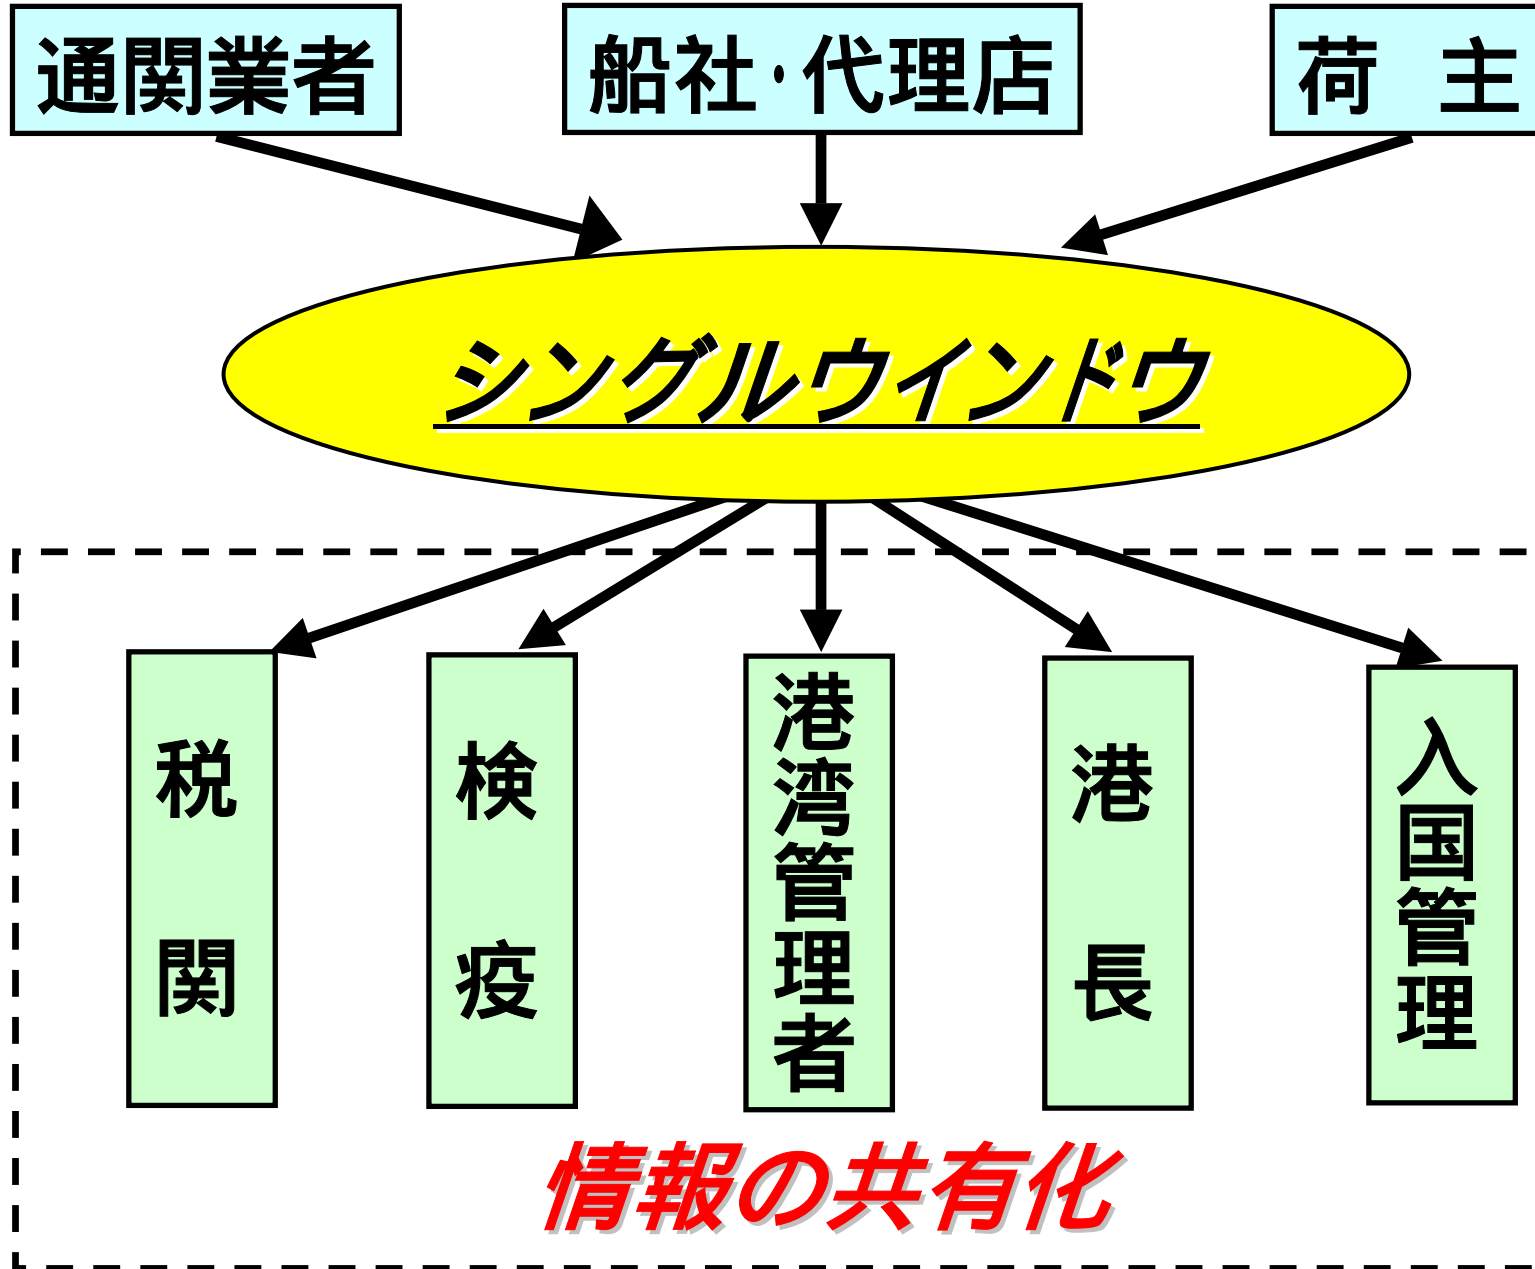 通関業者
船社・代理店
荷　主
シングルウインドウ
税関
検疫
港湾管理者
港長
入国管理
情報の共有化